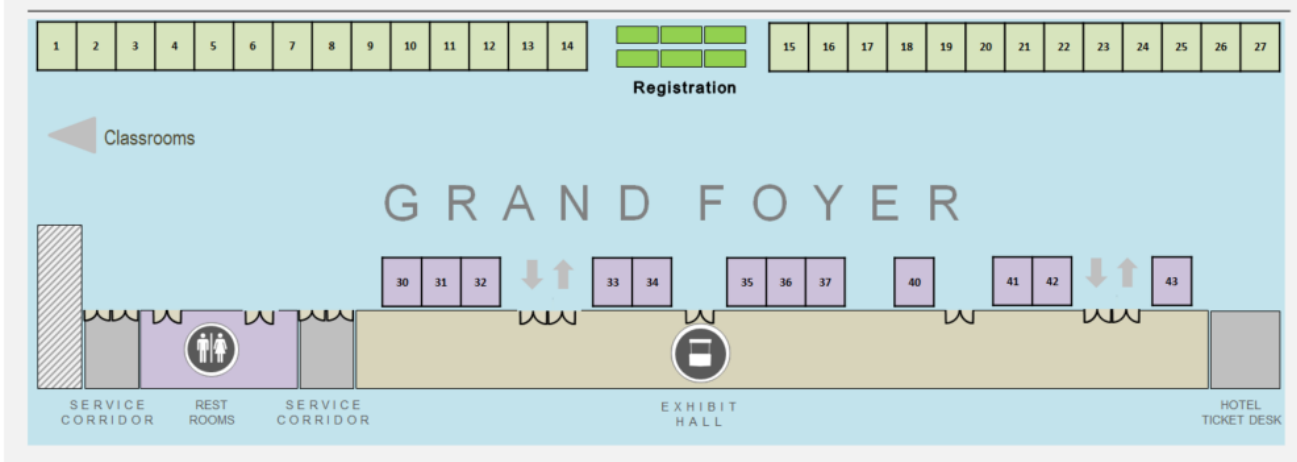 1 2 3 4 5 6 7 8 9 10 11 12 13 14 15 16 17 18 19 20 21 22 23 24 25 26 27
Registration
Classrooms
GRAND FOYER
30 31 32 33 34 35 36 37 40 41 42 43
SERVICE
CORRIDOR
REST
ROOMS
SERVICE
CORRIDOR
EXHIBIT
HALL
HOTEL
TICKET DESK